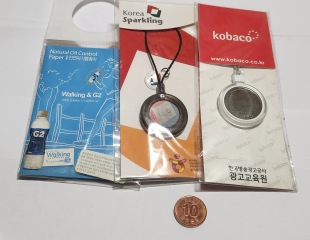 Natural Oil Control
Paper
Walking & G2
G2
Walking
Korea
Sparkling
kobaco
www.kobaco.co.kr
한국방송광고공사
광고교육원
10